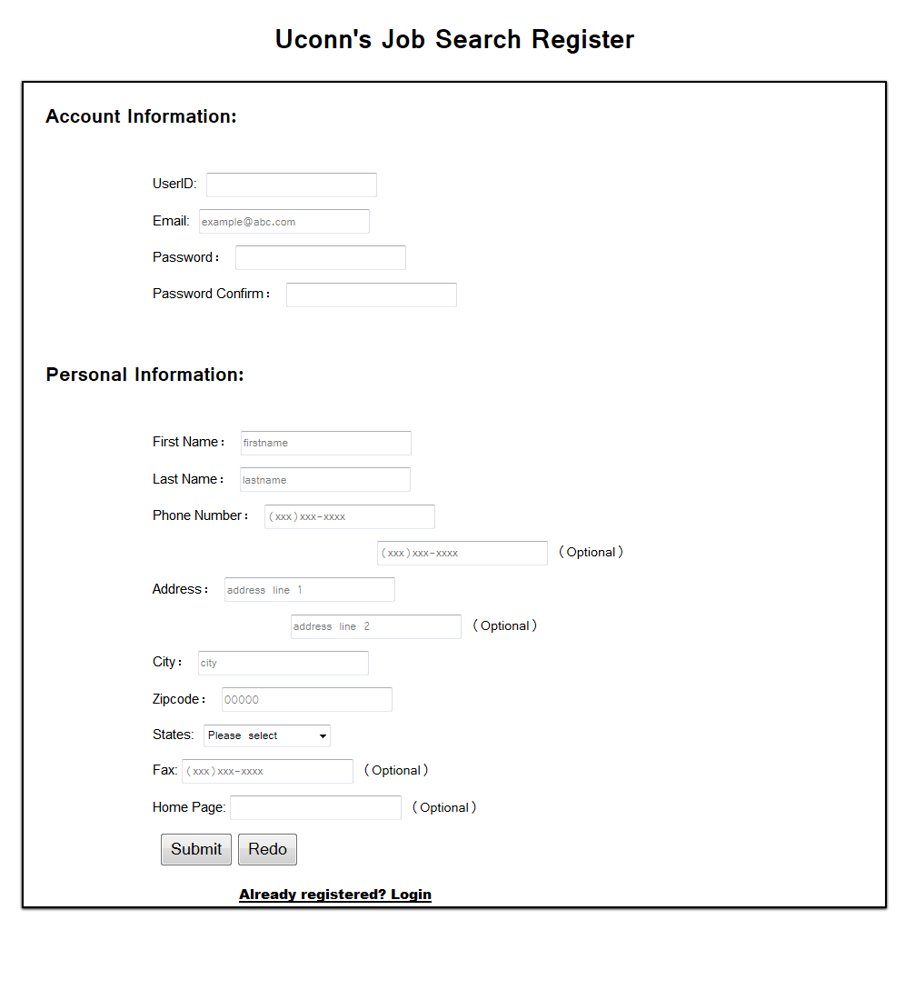 Uconn's Job Search Register
Account Information:
UserID:
Email: example@abc.com
Password：
Password Confirm：
Personal Information:
First Name： firstname
Last Name： lastname
Phone Number： (xxx)xxx-xxxx
(xxx)xxx-xxxx （Optional）
Address： address line 1
address line 2 （Optional）
City： city
Zipcode： 00000
States: Please select
Fax: (xxx)xxx-xxxx （Optional）
Home Page: （Optional）
Submit Redo
Already registered? Login